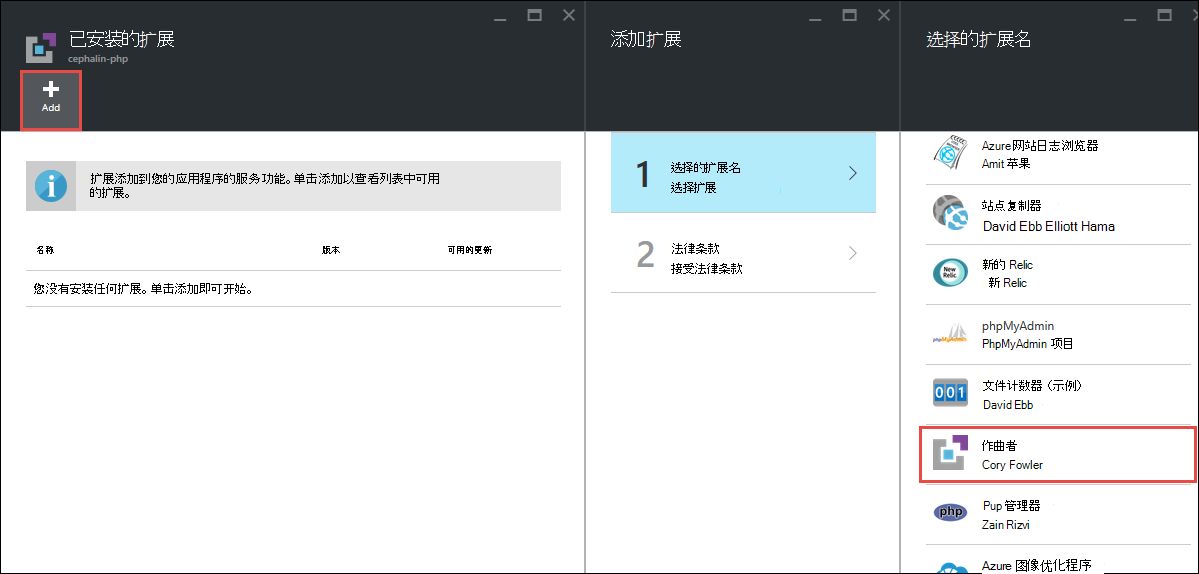 已安装的扩展
cephalin-php
Add
扩展添加到您的应用程序的服务功能。单击添加以查看列表中可用
的扩展。
名称 版本 可用的更新
您没有安装任何扩展。单击添加即可开始。
添加扩展
1 选择的扩展名
选择扩展
2 法律条款
接受法律条款
选择的扩展名
Azure网站日志浏览器
Amit 苹果
站点复制器
David Ebb Elliott Hama
New
Relic
新的 Relic
新 Relic
phpMyAdmin
phpMyAdmin
PhpMyAdmin 项目
001
文件计数器（示例）
David Ebb
作曲者
Cory Fowler
php
Pup 管理器
Zain Rizvi
Azure 图像优化程序